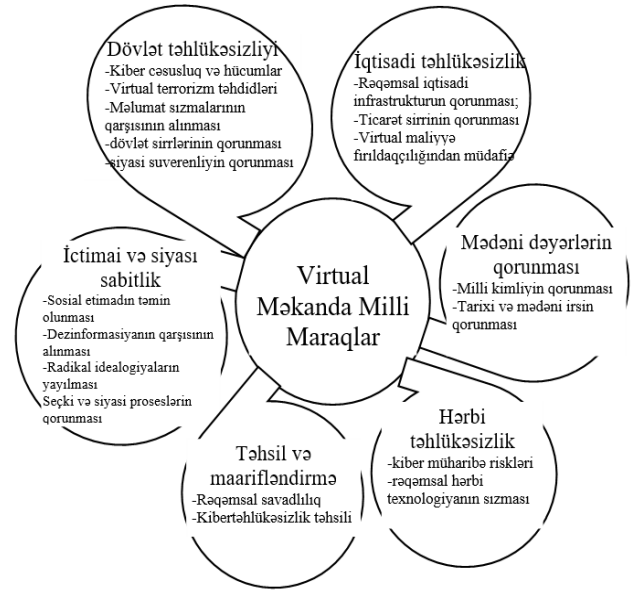 Dövlət təhlükəsizliyi
-Kiber cəsusluq və hücumlar
-Virtual terrorizm təhdidləri
-Məlumat sızmalarının
qarşısının alınması
-dövlət sirrlərinin qorunması
-siyasi suverenliyin qorunması
İqtisadi təhlükəsizlik
-Rəqəmsal iqtisadi
infrastrukturun qorunması;
-Ticarət sirrinin qorunması
-Virtual maliyyə
fırıldaqçılığından müdafiə
Mədəni dəyərlərin
qorunması
-Milli kimliyin qorunması
-Tarixi və mədəni irsin
qorunması
Hərbi
təhlükəsizlik
-kiber müharibə riskləri
-rəqəmsal hərbi
texnologiyanın sızması
Təhsil və
maarifləndirmə
-Rəqəmsal savadlılıq
-Kibertəhlükəsizlik təhsili
İctimai və siyası
sabitlik
-Sosial etimadın təmin
olunması
-Dezinformasiyanın qarşısının
alınması
-Radikal idealogiyaların
yayılması
Seçki və siyasi proseslərin
qorunması
Virtual
Məkanda Milli
Maraqlar